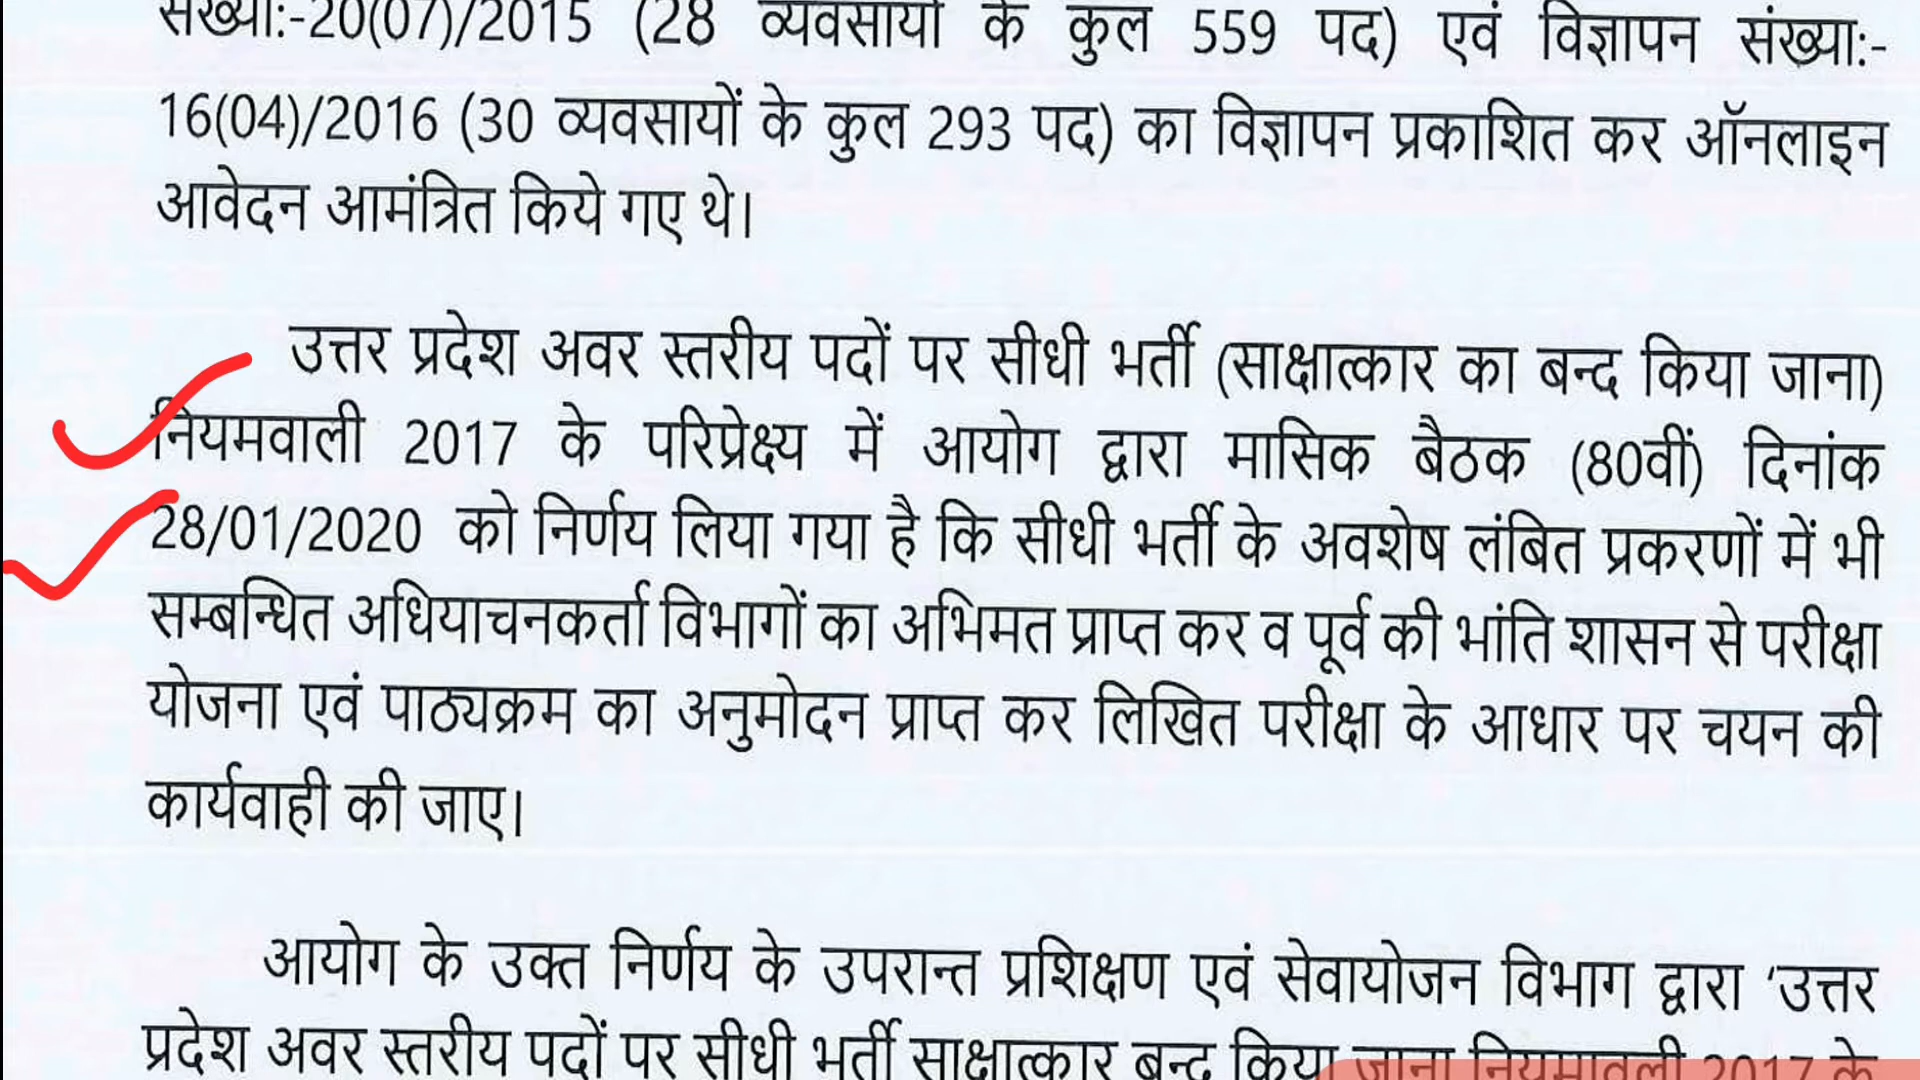 संख्या:-20(07)/2015 (28 व्यवसायों के कुल 559 पद) एवं विज्ञापन संख्या:-
16(04)/2016 (30 व्यवसायों के कुल 293 पद) का विज्ञापन प्रकाशित कर ऑनलाइन
आवेदन आमंत्रित किये गए थे।
उत्तर प्रदेश अवर स्तरीय पदों पर सीधी भर्ती (साक्षात्कार का बन्द किया जाना)
नियमवाली 2017 के परिप्रेक्ष्य में आयोग द्वारा मासिक बैठक (80वीं) दिनांक
28/01/2020 को निर्णय लिया गया है कि सीधी भर्ती के अवशेष लंबित प्रकरणों में भी
सम्बन्धित अधियाचनकर्ता विभागों का अभिमत प्राप्त कर व पूर्व की भांति शासन से परीक्षा
योजना एवं पाठ्यक्रम का अनुमोदन प्राप्त कर लिखित परीक्षा के आधार पर चयन की
कार्यवाही की जाए।
आयोग के उक्त निर्णय के उपरान्त प्रशिक्षण एवं सेवायोजन विभाग द्वारा ‘उत्तर
प्रदेश अवर स्तरीय पदों पर सीधी भर्ती साक्षात्कार बन्द किया जाना नियमावली 2017 के